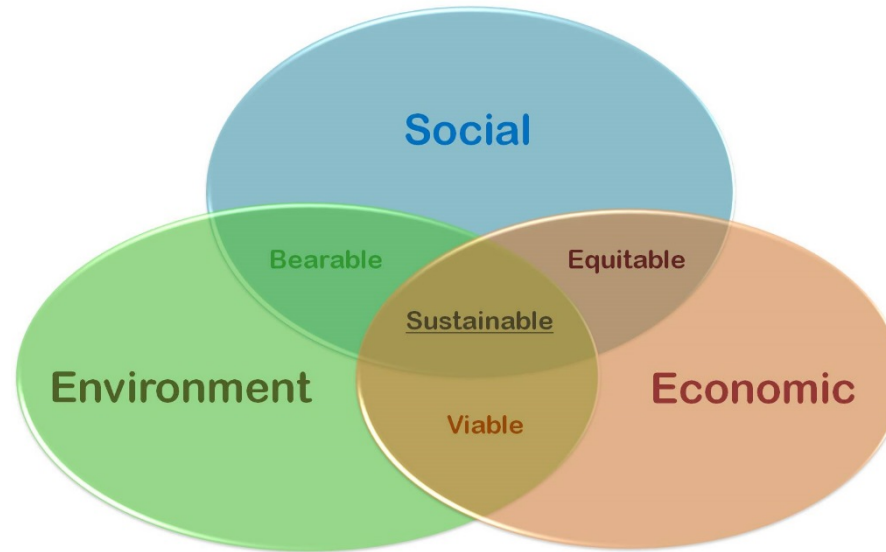 Social
Bearable
Equitable
Sustainable
Environment
Economic
Viable